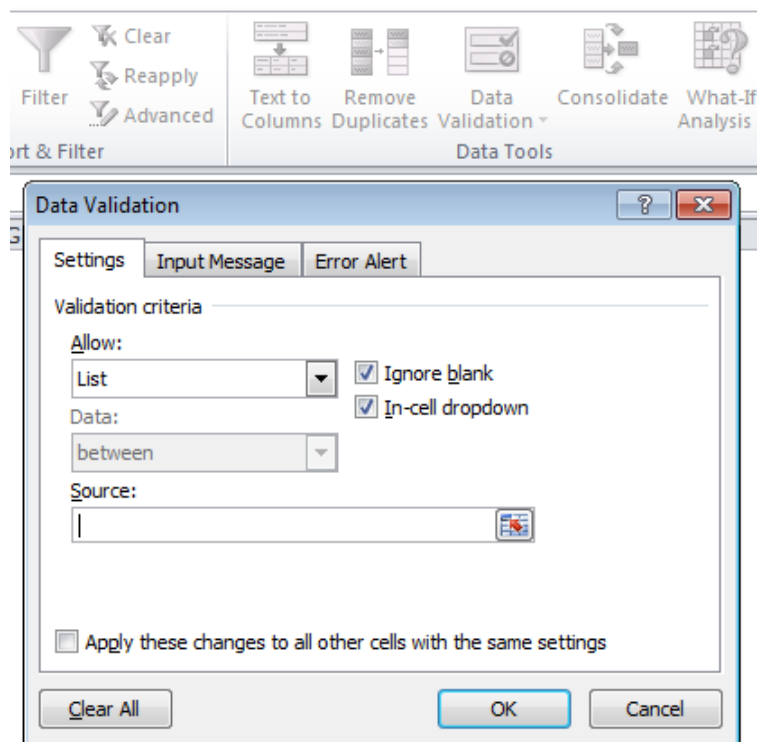 Clear
Reapply
Advanced
Filter
Text to Columns
Remove Duplicates
Data Validation
Consolidate
What-If Analysis
ort & Filter
Data Tools
G
Data Validation
?
Settings
Input Message
Error Alert
Validation criteria
Allow:
List
Ignore blank
In-cell dropdown
Data:
between
Source:
Apply these changes to all other cells with the same settings
Clear All
OK
Cancel